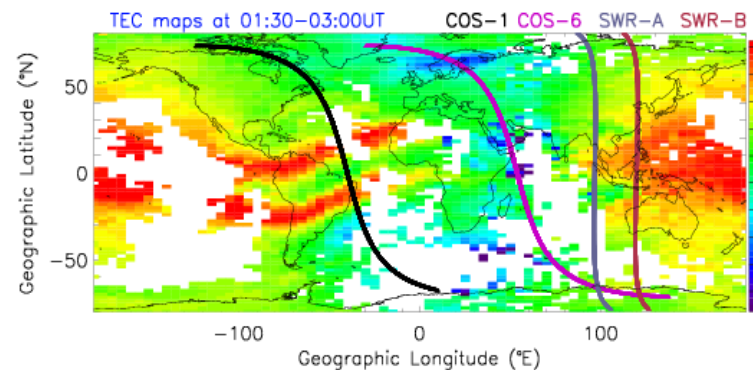 TEC maps at 01:30-03:00UT COS-1 COS-6 SWR-A SWR-B
Geographic Latitude (°N)
50
0
-50
-100 0 100
Geographic Longitude (°E)